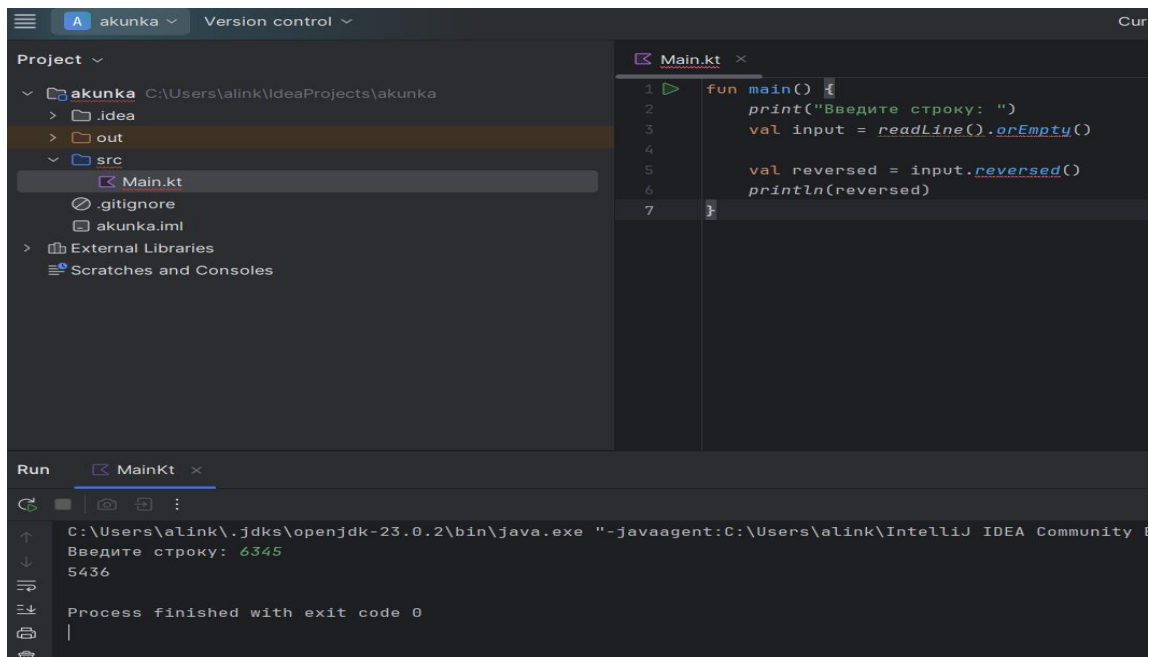 A akunka Version control Cur
Project
akunka C:\Users\alink\IdeaProjects\akunka
.idea
out
src
Main.kt
.gitignore
akunka.iml
External Libraries
Scratches and Consoles
Main.kt
1 fun main() {
2 print("Введите строку: ")
3 val input = readLine().orEmpty()
4
5 val reversed = input.reversed()
6 println(reversed)
7 }
Run MainKt
C:\Users\alink\.jdks\openjdk-23.0.2\bin\java.exe "-javaagent:C:\Users\alink\IntelliJ IDEA Community
Введите строку: 6345
5436
Process finished with exit code 0